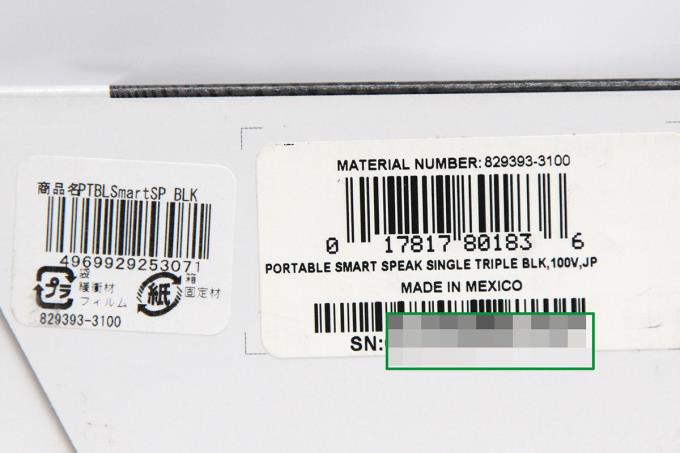 商品名PTBLSmartSP BLK
4969929253071
プラ
袋
緩衝材
フィルム
紙
箱
固定材
829393-3100
MATERIAL NUMBER: 829393-3100
0 17817 80183 6
PORTABLE SMART SPEAK SINGLE TRIPLE BLK,100V,JP
MADE IN MEXICO
SN: